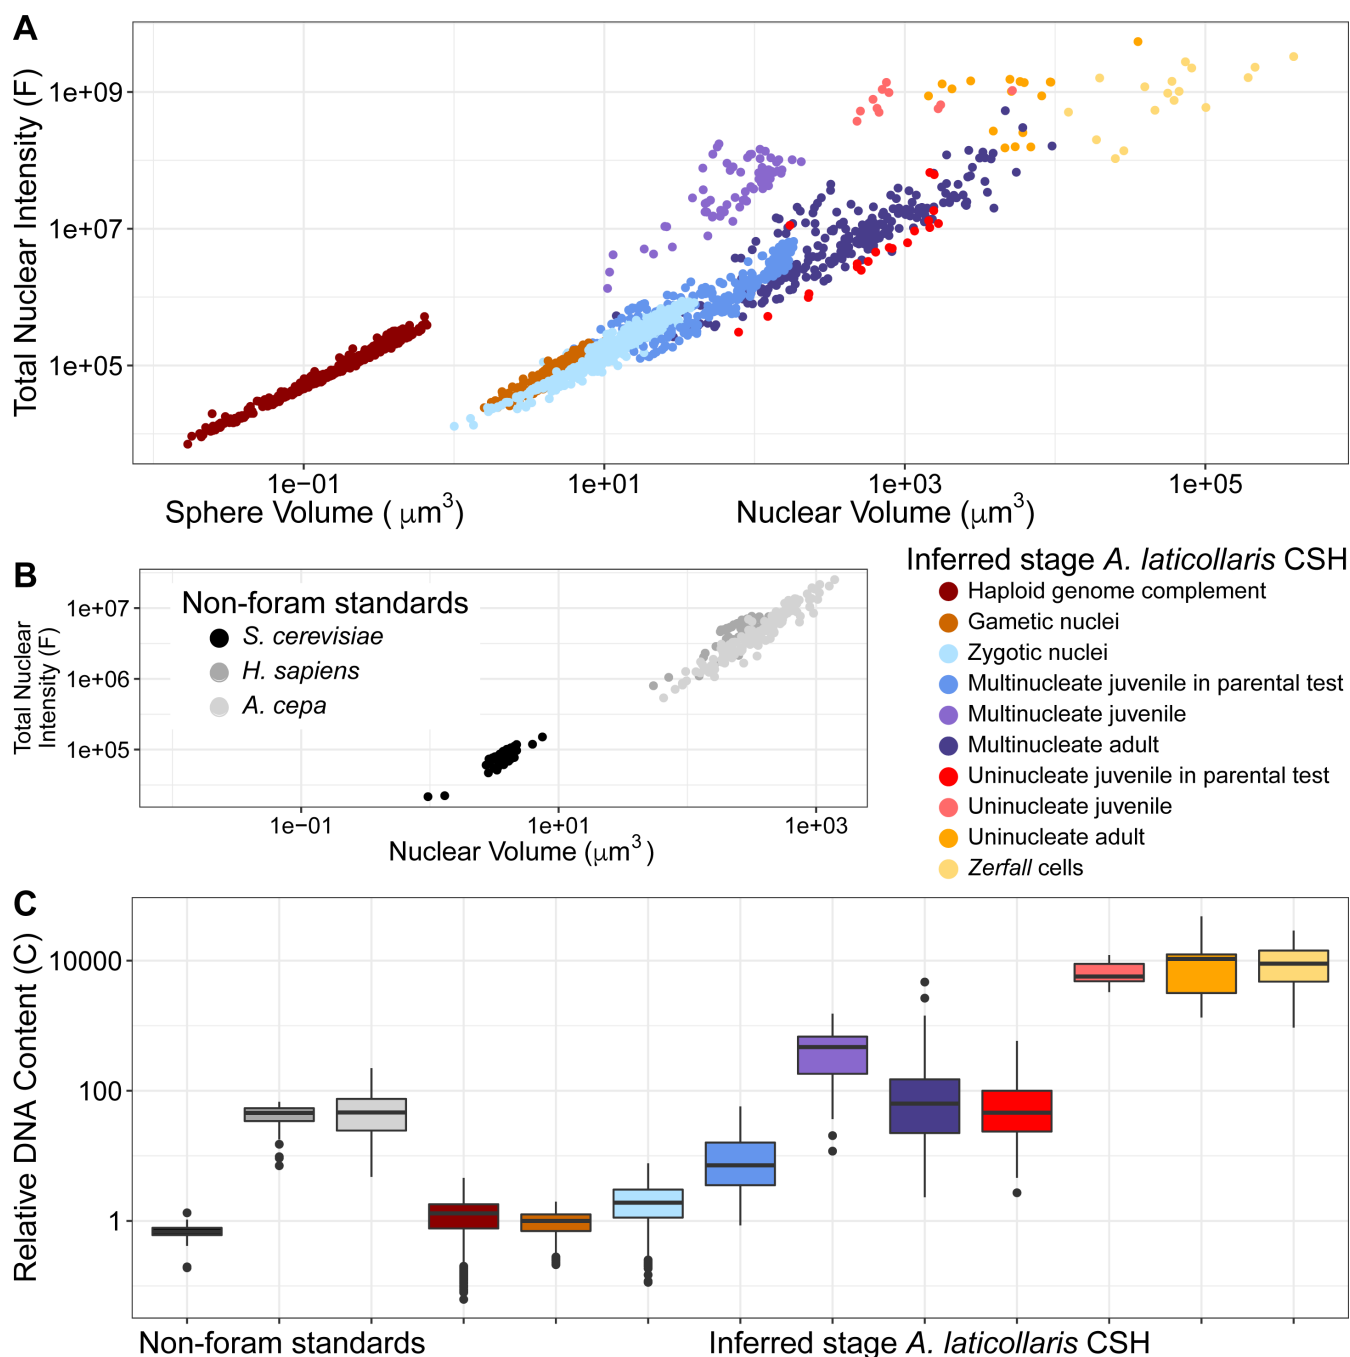 A
Total Nuclear Intensity (F)
1e+09
1e+07
1e+05
1e−01
1e+01
1e+03
1e+05
Sphere Volume ( μm3)
Nuclear Volume (μm3)
B
Total Nuclear
Intensity (F)
1e+07
1e+06
1e+05
Non-foram standards
S. cerevisiae
H. sapiens
A. cepa
1e−01
1e+01
1e+03
Nuclear Volume (μm3)
Inferred stage A. laticollaris CSH
Haploid genome complement
Gametic nuclei
Zygotic nuclei
Multinucleate juvenile in parental test
Multinucleate juvenile
Multinucleate adult
Uninucleate juvenile in parental test
Uninucleate juvenile
Uninucleate adult
Zerfall cells
C
Relative DNA Content (C)
10000
100
1
Non-foram standards
Inferred stage A. laticollaris CSH